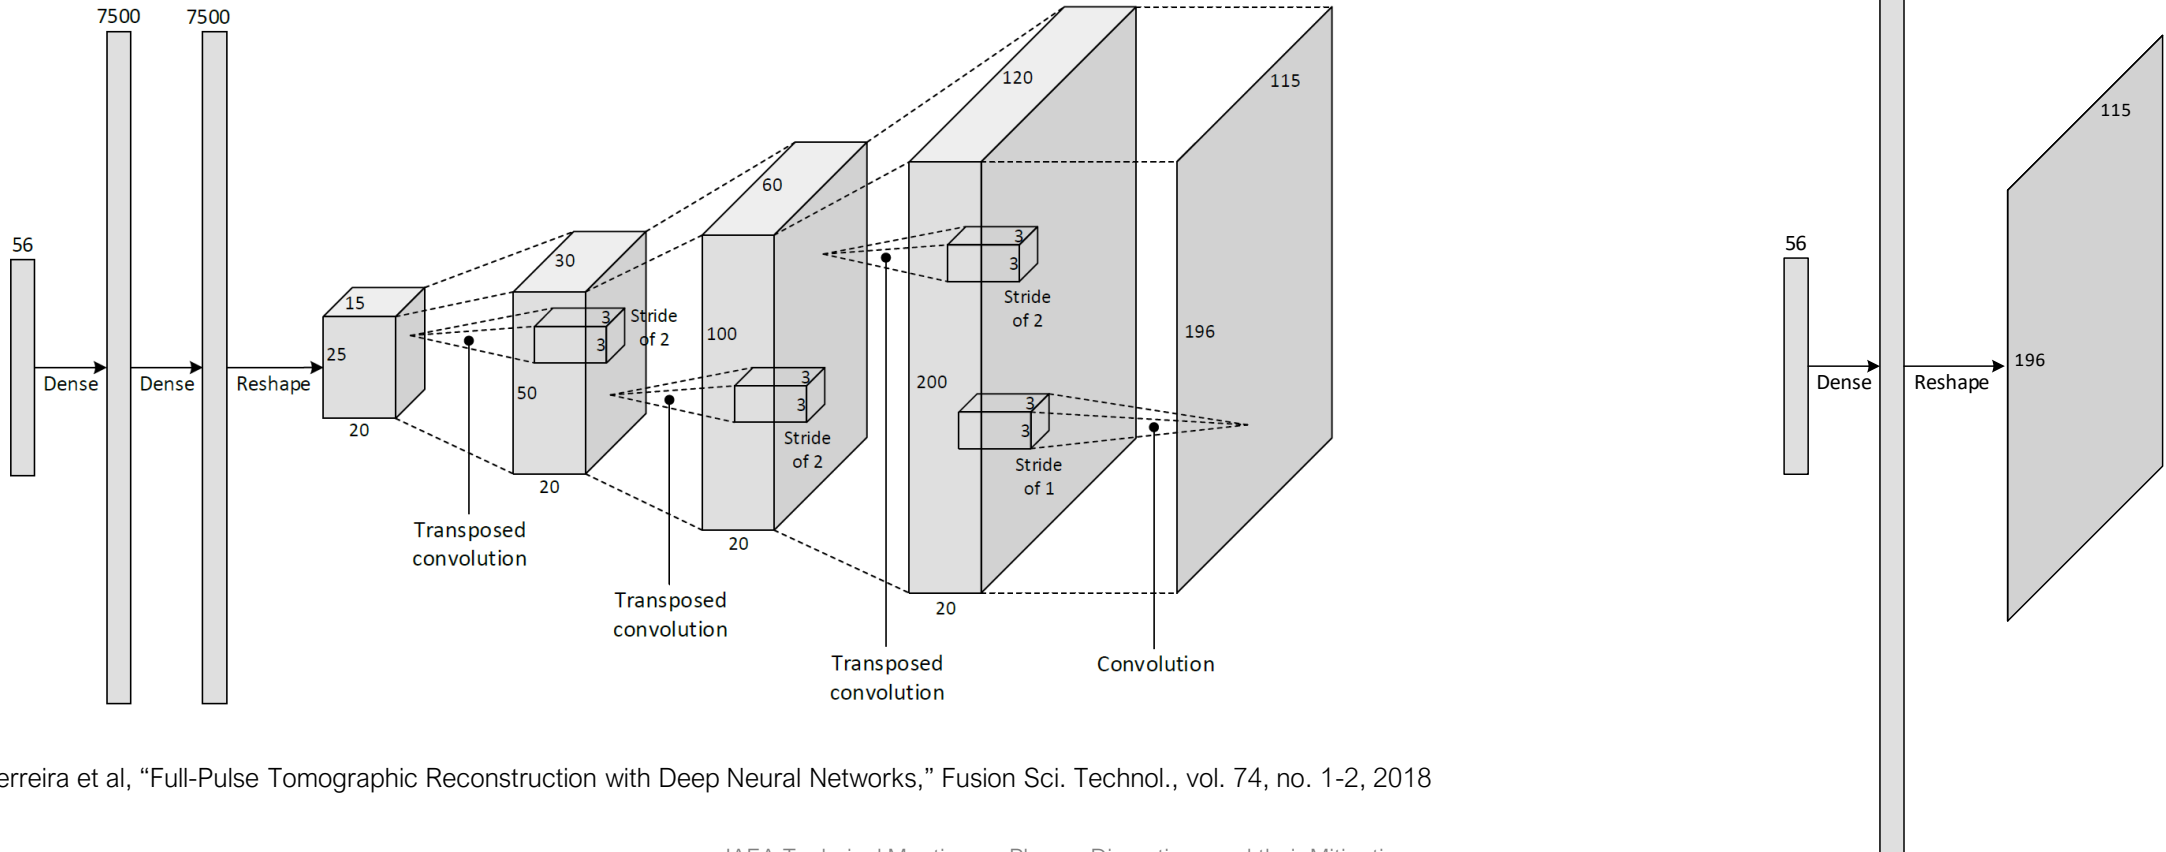 7500
7500
56
Dense
Dense
Reshape
15
25
20
30
3
3
Stride
of 2
50
20
Transposed
convolution
60
100
3
3
Stride
of 2
20
Transposed
convolution
120
3
3
Stride
of 2
200
3
3
Stride
of 1
20
Transposed
convolution
Convolution
115
196
56
Dense
Reshape
115
196
erreira et al, “Full-Pulse Tomographic Reconstruction with Deep Neural Networks,” Fusion Sci. Technol., vol. 74, no. 1-2, 2018